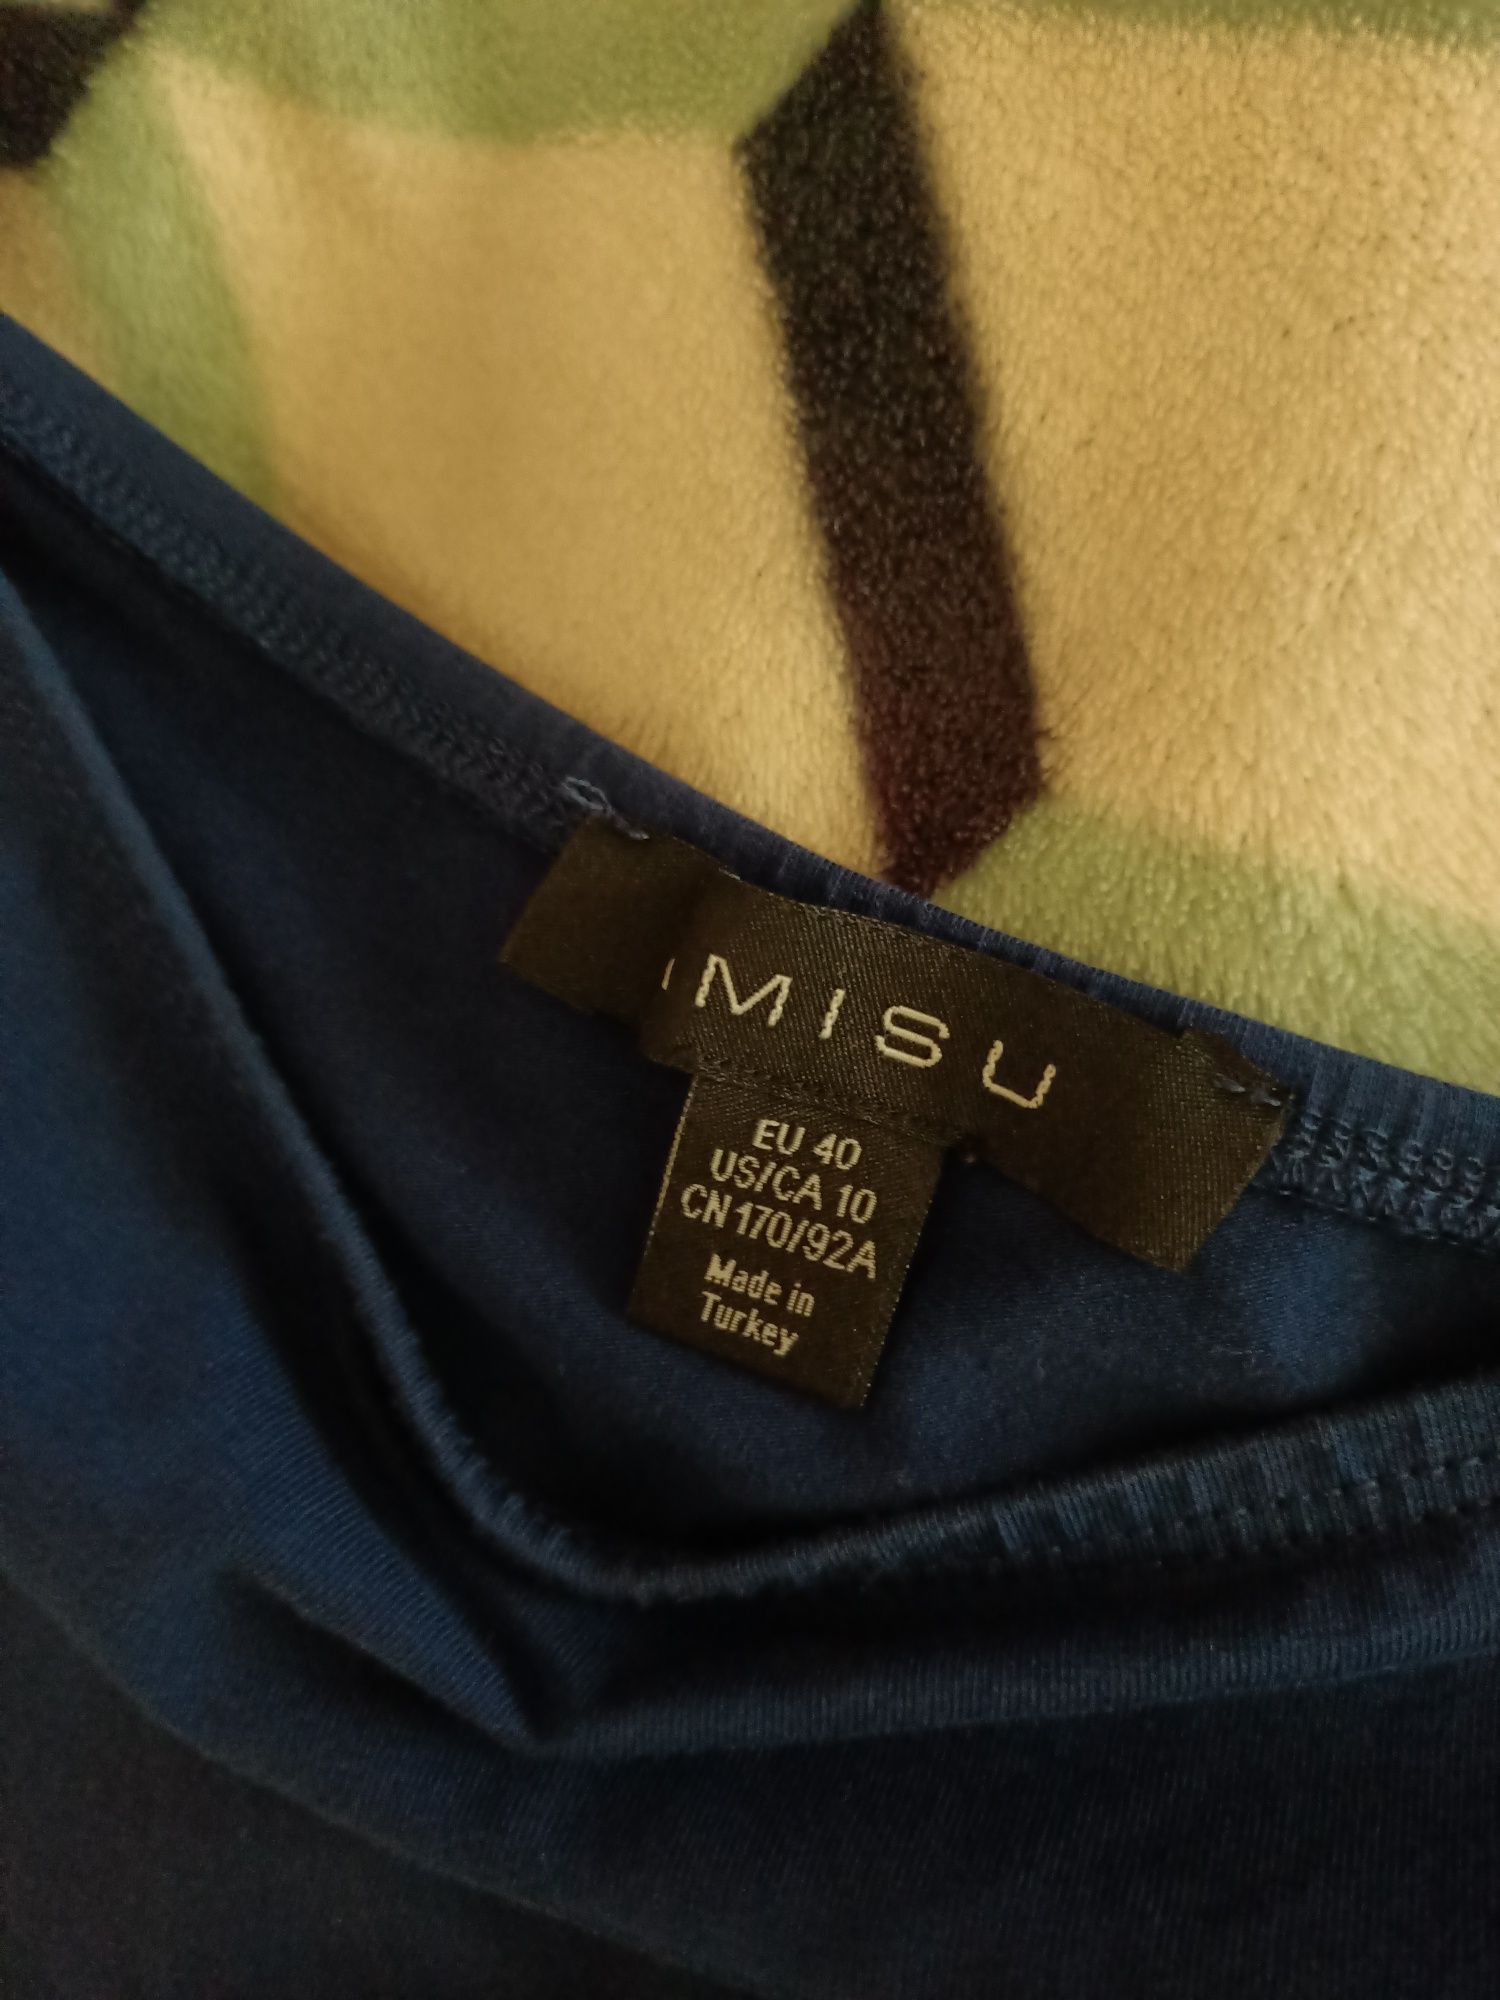 MISU
EU 40
US/CA 10
CN 170/92A
Made in
Turkey